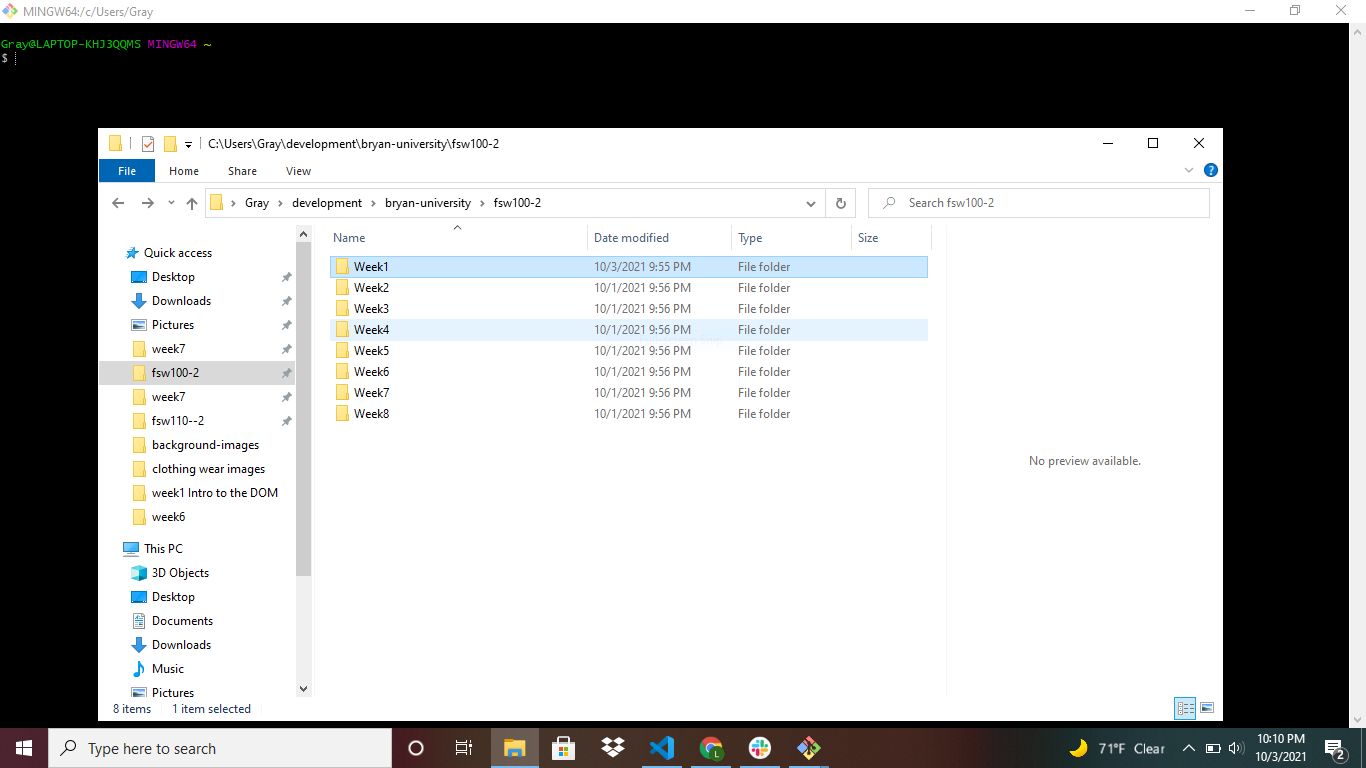 MINGW64:/c/Users/Gray
Gray@LAPTOP-KHJ3QQMS MINGW64 ~
$
C:\Users\Gray\development\bryan-university\fsw100-2
File Home Share View
Gray > development > bryan-university > fsw100-2
Search fsw100-2
Quick access
Desktop
Downloads
Pictures
week7
fsw100-2
week7
fsw110--2
background-images
clothing wear images
week1 Intro to the DOM
week6
This PC
3D Objects
Desktop
Documents
Downloads
Music
Pictures
Name Date modified Type Size
Week1 10/3/2021 9:55 PM File folder
Week2 10/1/2021 9:56 PM File folder
Week3 10/1/2021 9:56 PM File folder
Week4 10/1/2021 9:56 PM File folder
Week5 10/1/2021 9:56 PM File folder
Week6 10/1/2021 9:56 PM File folder
Week7 10/1/2021 9:56 PM File folder
Week8 10/1/2021 9:56 PM File folder
No preview available.
8 items 1 item selected
Type here to search
L
71°F Clear
10:10 PM
10/3/2021
2